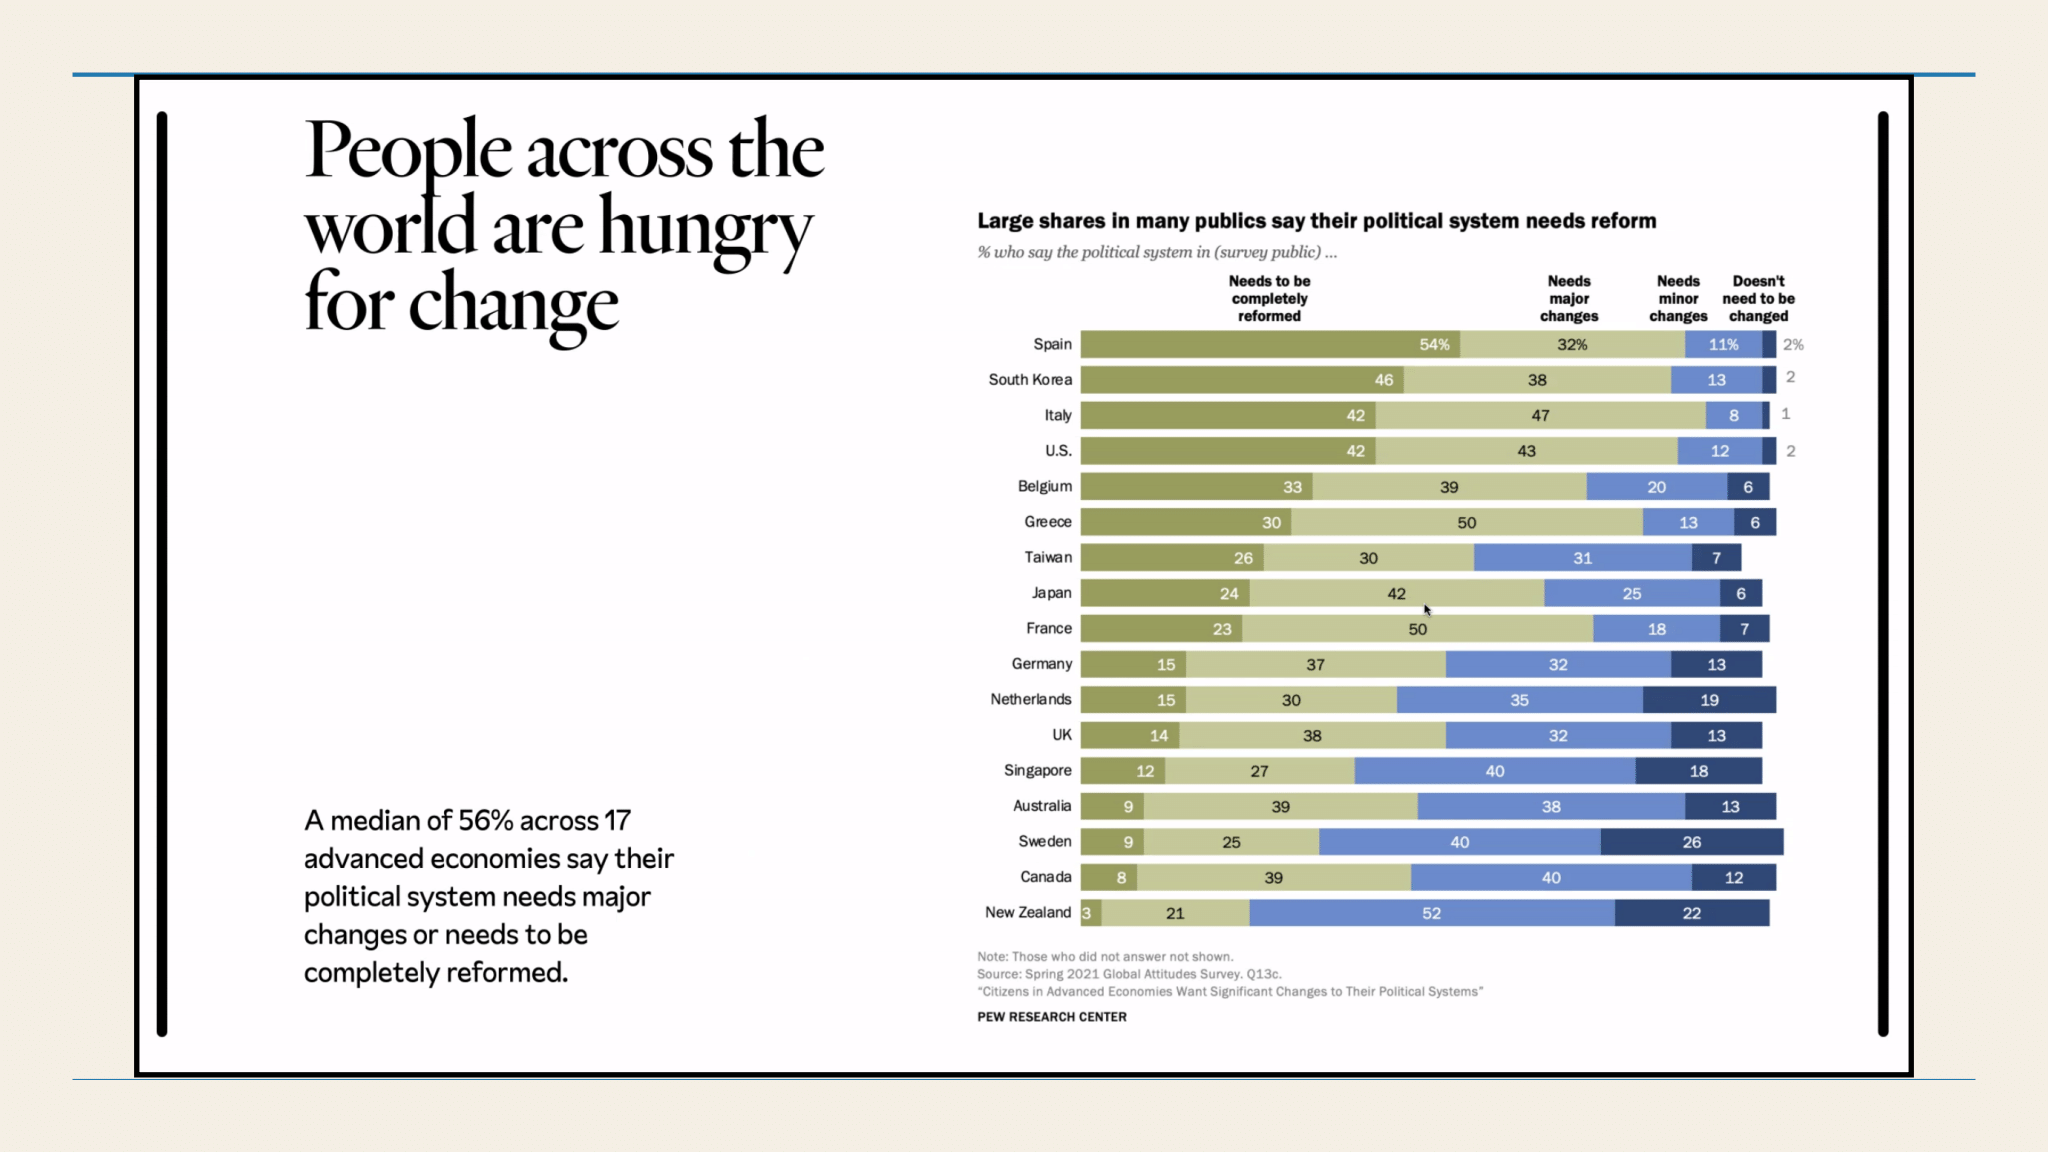 People across the
world are hungry
for change
A median of 56% across 17
advanced economies say their
political system needs major
changes or needs to be
completely reformed.
Large shares in many publics say their political system needs reform
% who say the political system in (survey public) ...
Needs to be
completely
reformed
Needs
major
changes
Needs
minor
changes
Doesn't
need to be
changed
Spain 54% 32% 11% 2%
South Korea 46 38 13 2
Italy 42 47 8 1
U.S. 42 43 12 2
Belgium 33 39 20 6
Greece 30 50 13 6
Taiwan 26 30 31 7
Japan 24 42 25 6
France 23 50 18 7
Germany 15 37 32 13
Netherlands 15 30 35 19
UK 14 38 32 13
Singapore 12 27 40 18
Australia 9 39 38 13
Sweden 9 25 40 26
Canada 8 39 40 12
New Zealand 3 21 52 22
Note: Those who did not answer not shown.
Source: Spring 2021 Global Attitudes Survey. Q13c.
"Citizens in Advanced Economies Want Significant Changes to Their Political Systems"
PEW RESEARCH CENTER